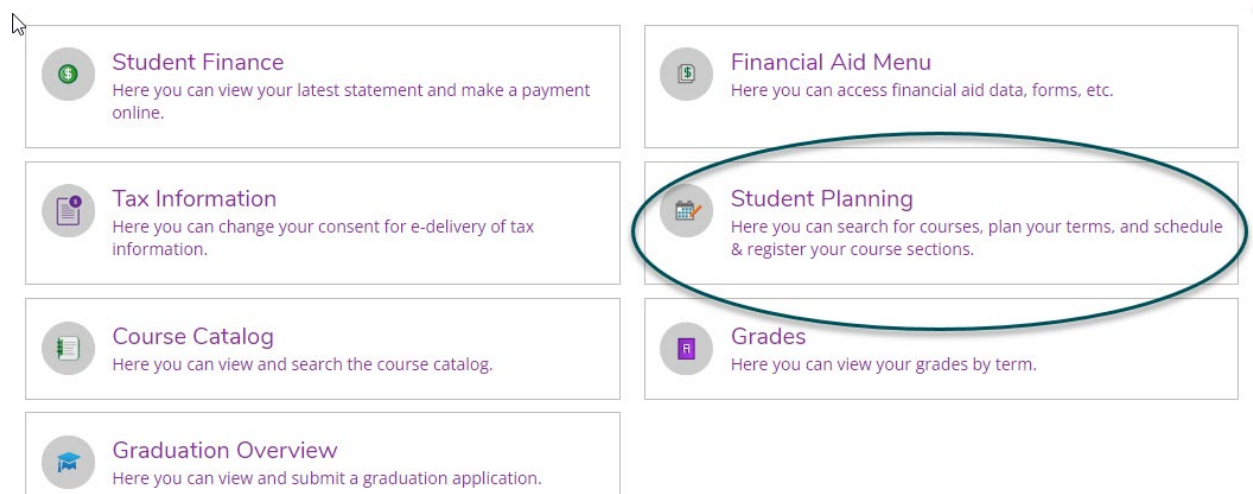 Student Finance
Here you can view your latest statement and make a payment
online.
Financial Aid Menu
Here you can access financial aid data, forms, etc.
Tax Information
Here you can change your consent for e-delivery of tax
information.
Student Planning
Here you can search for courses, plan your terms, and schedule
& register your course sections.
Course Catalog
Here you can view and search the course catalog.
Grades
Here you can view your grades by term.
Graduation Overview
Here you can view and submit a graduation application.